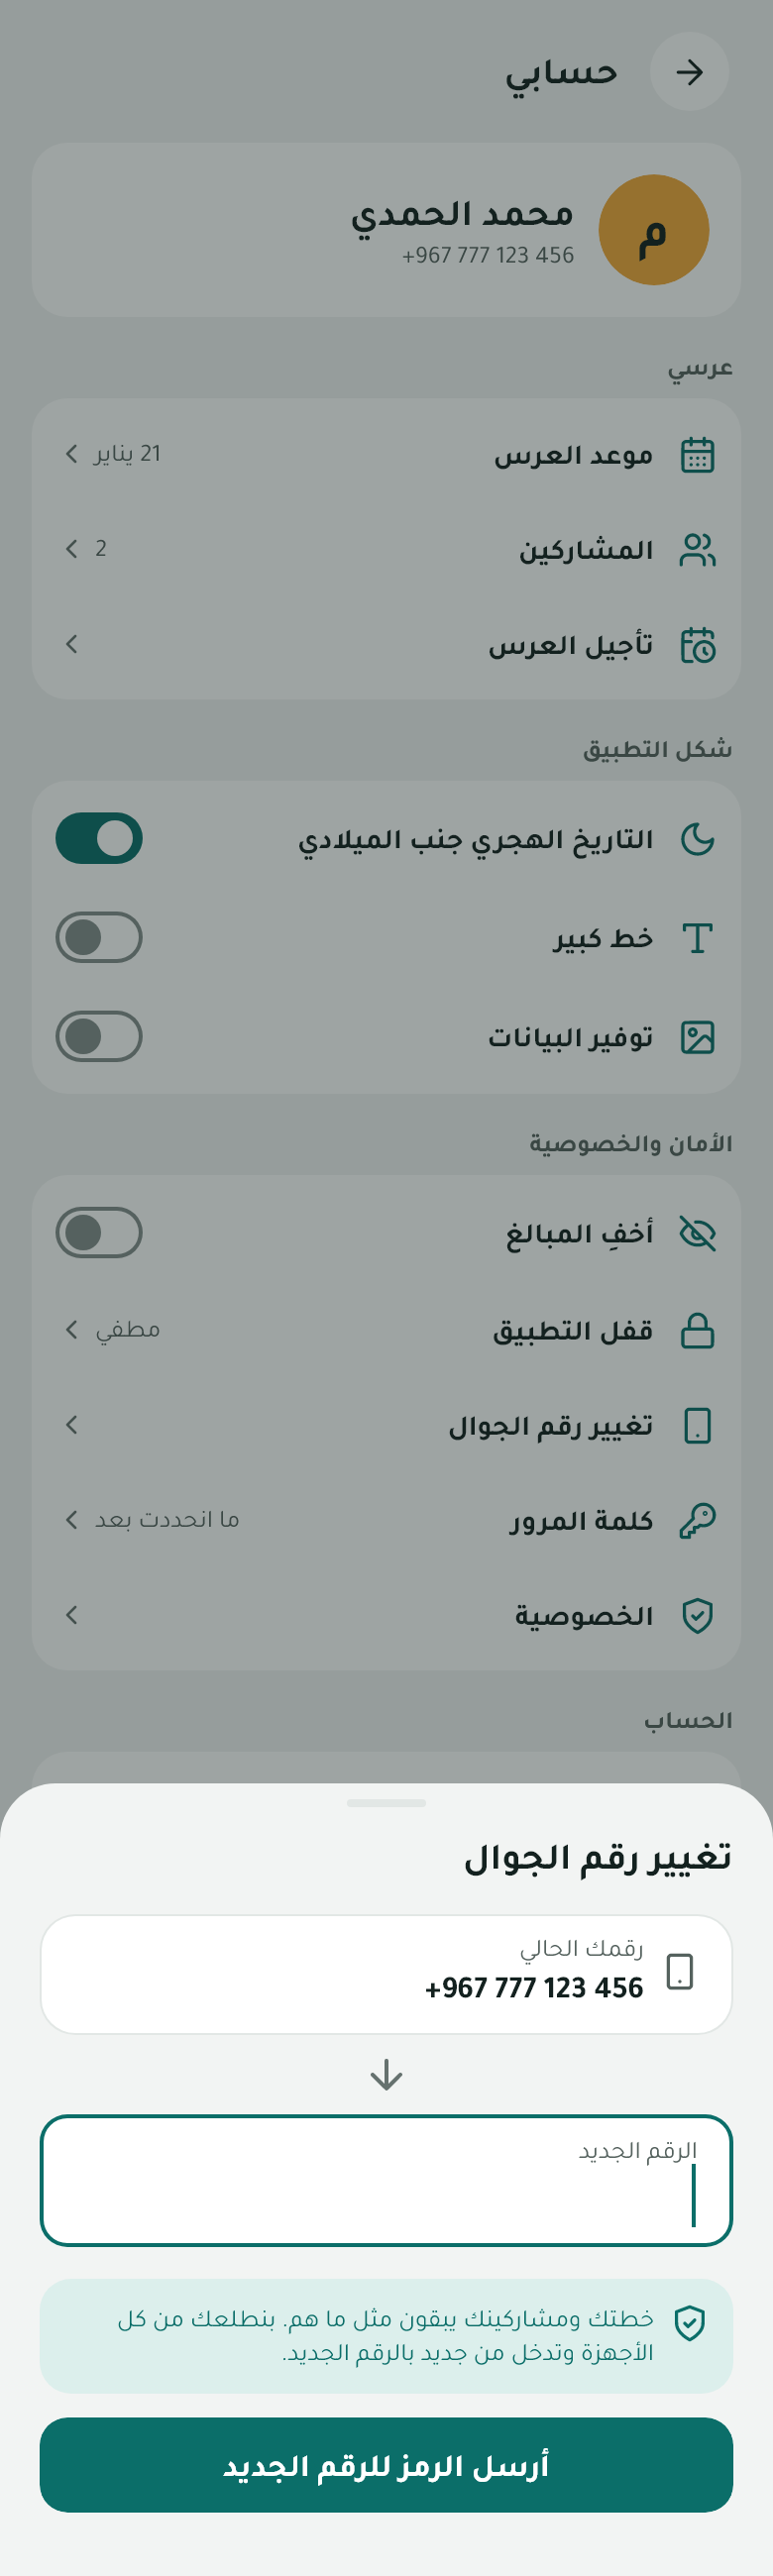 حسابي
م
محمد الحمدي
+967 777 123 456
عرسي
موعد العرس
21 يناير
المشاركين
2
تأجيل العرس
شكل التطبيق
التاريخ الهجري جنب الميلادي
خط كبير
توفير البيانات
الأمان والخصوصية
أخفِ المبالغ
قفل التطبيق
مطفي
تغيير رقم الجوال
كلمة المرور
ما انحددت بعد
الخصوصية
الحساب
تغيير رقم الجوال
رقمك الحالي
+967 777 123 456
الرقم الجديد
خطتك ومشاركينك يبقون مثل ما هم. بنطلعك من كل
الأجهزة وتدخل من جديد بالرقم الجديد.
أرسل الرمز للرقم الجديد